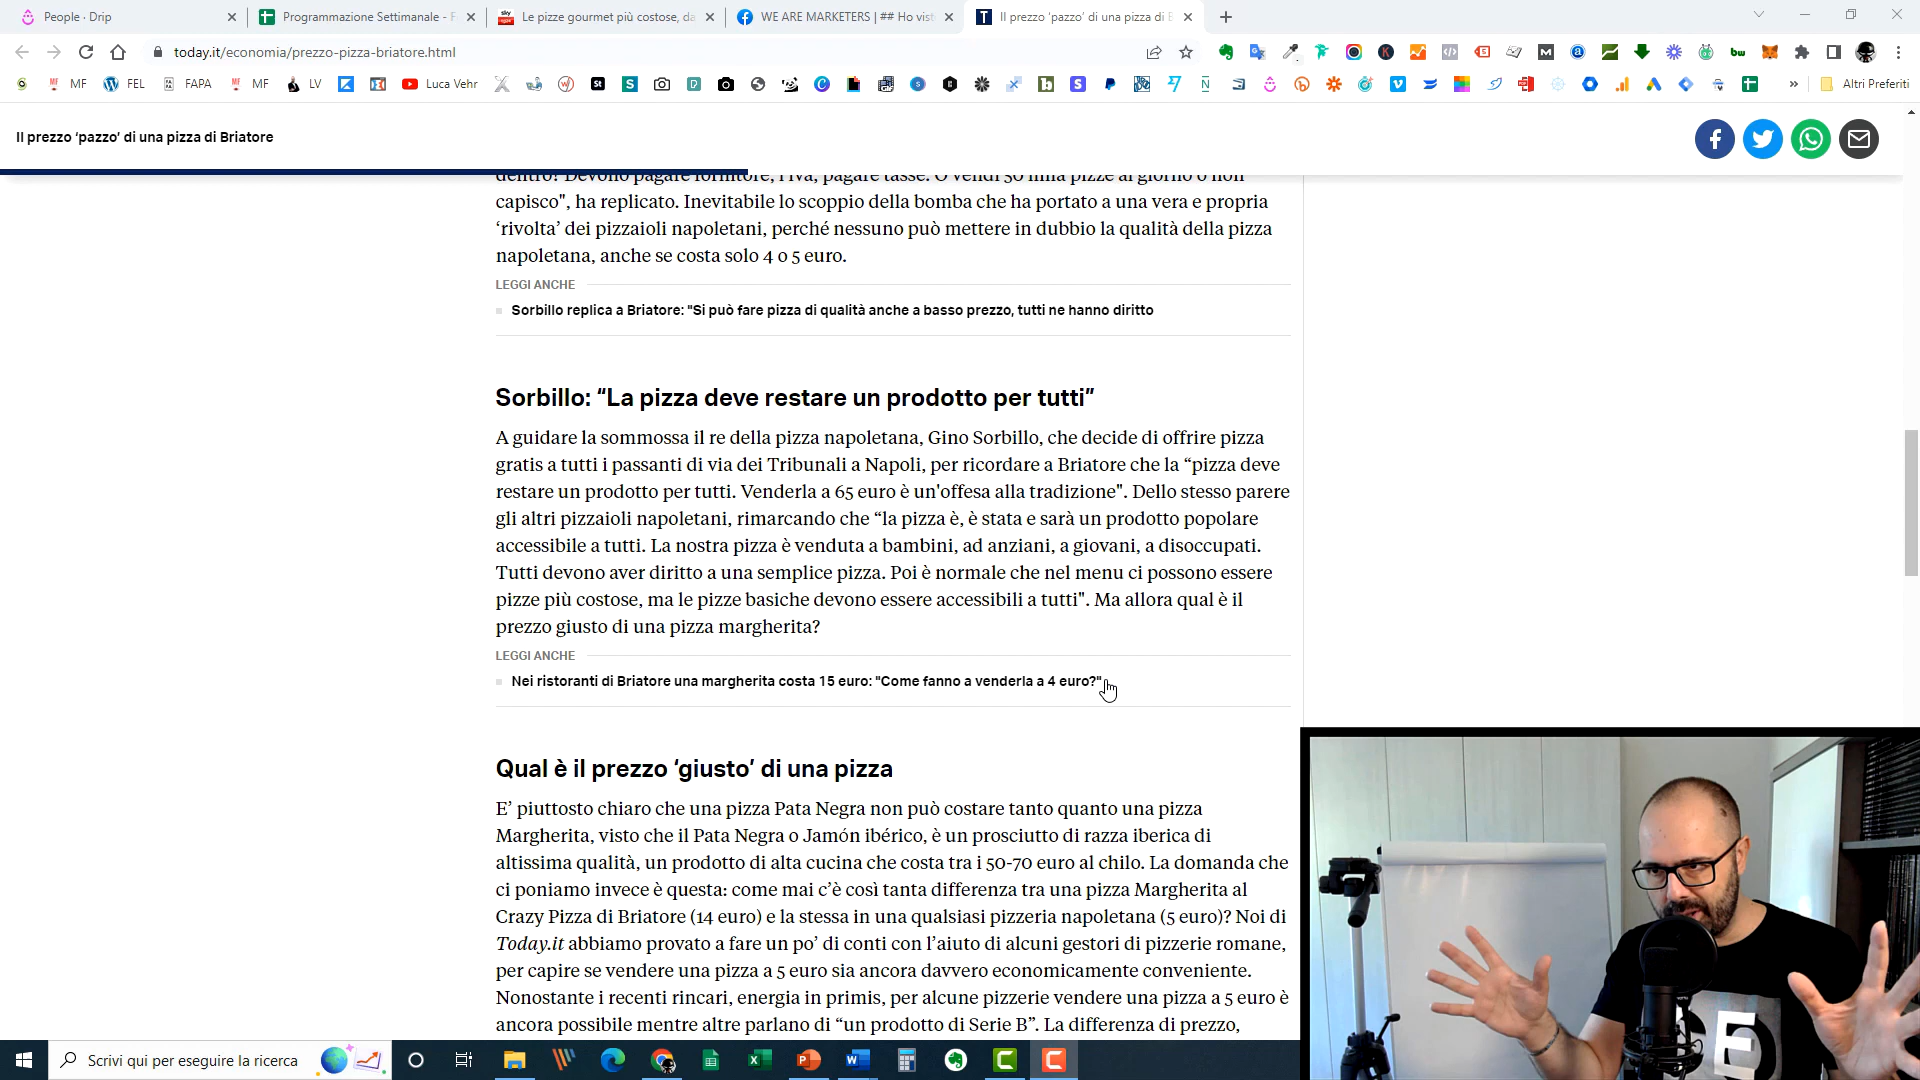 People · Drip
Programmazione Settimanale - F
Le pizze gourmet più costose, da
WE ARE MARKETERS | ## Ho vist
Il prezzo 'pazzo' di una pizza di B
today.it/economia/prezzo-pizza-briatore.html
MF
FEL
FAPA
MF
LV
Luca Vehr
Altri Preferiti
Il prezzo ‘pazzo’ di una pizza di Briatore
dentro! Devono pagare fornitore, l'iva, pagare tasse. O vendi 30 mila pizze al giorno o non
capisco", ha replicato. Inevitabile lo scoppio della bomba che ha portato a una vera e propria
‘rivolta’ dei pizzaioli napoletani, perché nessuno può mettere in dubbio la qualità della pizza
napoletana, anche se costa solo 4 o 5 euro.
LEGGI ANCHE
Sorbillo replica a Briatore: "Si può fare pizza di qualità anche a basso prezzo, tutti ne hanno diritto
Sorbillo: “La pizza deve restare un prodotto per tutti”
A guidare la sommossa il re della pizza napoletana, Gino Sorbillo, che decide di offrire pizza
gratis a tutti i passanti di via dei Tribunali a Napoli, per ricordare a Briatore che la “pizza deve
restare un prodotto per tutti. Venderla a 65 euro è un'offesa alla tradizione". Dello stesso parere
gli altri pizzaioli napoletani, rimarcando che “la pizza è, è stata e sarà un prodotto popolare
accessibile a tutti. La nostra pizza è venduta a bambini, ad anziani, a giovani, a disoccupati.
Tutti devono aver diritto a una semplice pizza. Poi è normale che nel menu ci possono essere
pizze più costose, ma le pizze basiche devono essere accessibili a tutti". Ma allora qual è il
prezzo giusto di una pizza margherita?
LEGGI ANCHE
Nei ristoranti di Briatore una margherita costa 15 euro: "Come fanno a venderla a 4 euro?"
Qual è il prezzo ‘giusto’ di una pizza
E’ piuttosto chiaro che una pizza Pata Negra non può costare tanto quanto una pizza
Margherita, visto che il Pata Negra o Jamón ibérico, è un prosciutto di razza iberica di
altissima qualità, un prodotto di alta cucina che costa tra i 50-70 euro al chilo. La domanda che
ci poniamo invece è questa: come mai c’è così tanta differenza tra una pizza Margherita al
Crazy Pizza di Briatore (14 euro) e la stessa in una qualsiasi pizzeria napoletana (5 euro)? Noi di
Today.it abbiamo provato a fare un po’ di conti con l’aiuto di alcuni gestori di pizzerie romane,
per capire se vendere una pizza a 5 euro sia ancora davvero economicamente conveniente.
Nonostante i recenti rincari, energia in primis, per alcune pizzerie vendere una pizza a 5 euro è
ancora possibile mentre altre parlano di “un prodotto di Serie B”. La differenza di prezzo,
Scrivi qui per eseguire la ricerca